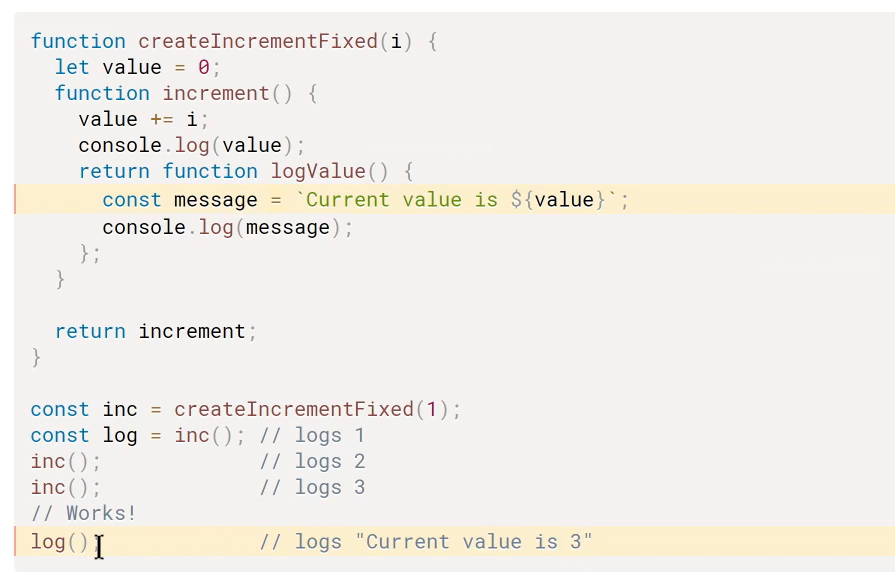 function createIncrementFixed(i) {
  let value = 0;
  function increment() {
    value += i;
    console.log(value);
    return function logValue() {
      const message = `Current value is ${value}`;
      console.log(message);
    };
  }

  return increment;
}

const inc = createIncrementFixed(1);
const log = inc(); // logs 1
inc();             // logs 2
inc();             // logs 3
// Works!
log();             // logs "Current value is 3"